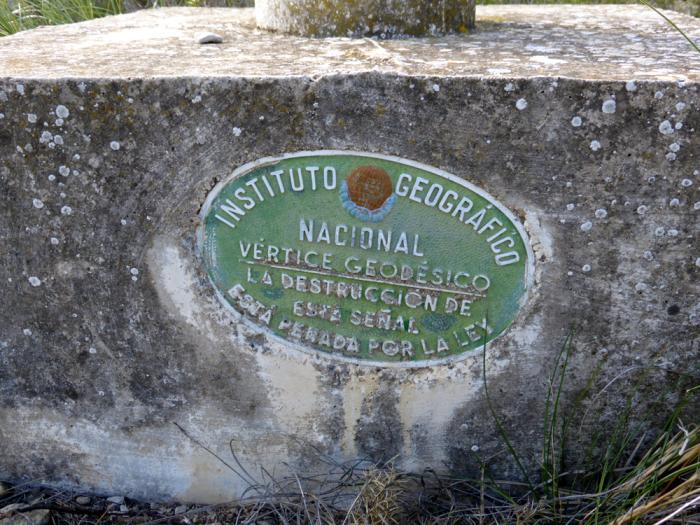 INSTITUTO GEOGRÁFICO
NACIONAL
VÉRTICE GEODÉSICO
LA DESTRUCCIÓN DE
ESTA SEÑAL
ESTÁ PENADA POR LA LEY